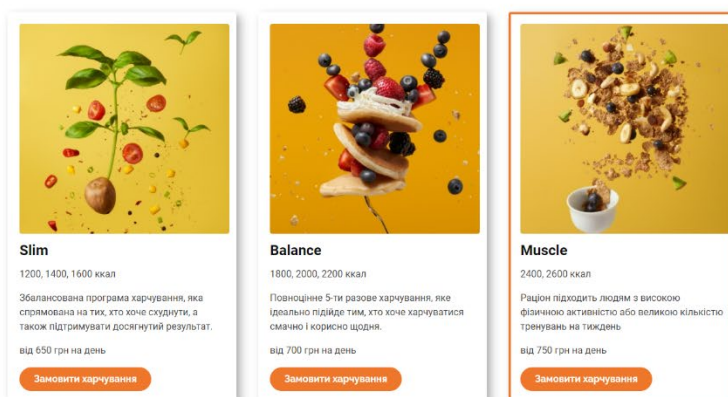 Slim
1200, 1400, 1600 ккал
Збалансована програма харчування, яка
спрямована на тих, хто хоче схуднути, а
також підтримувати досягнутий результат.
від 650 грн на день
Замовити харчування
Balance
1800, 2000, 2200 ккал
Повноцінне 5-ти разове харчування, яке
ідеально підійде тим, хто хоче харчуватися
смачно і корисно щодня.
від 700 грн на день
Замовити харчування
Muscle
2400, 2600 ккал
Раціон підходить людям з високою
фізичною активністю або великою кількістю
тренувань на тиждень
від 750 грн на день
Замовити харчування